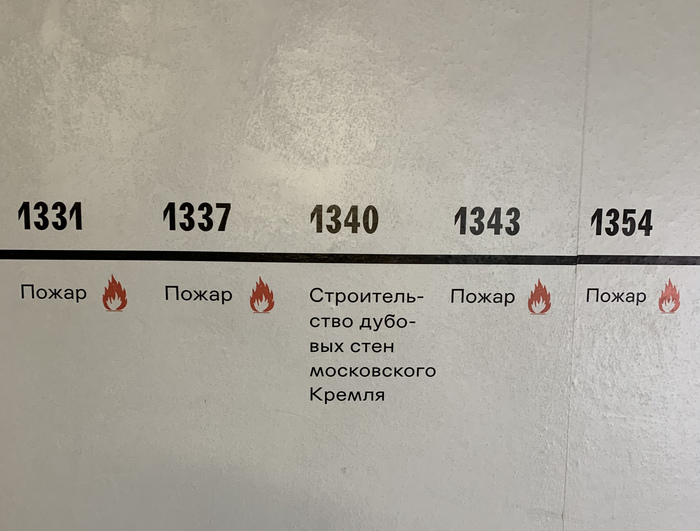 1331 1337 1340 1343 1354
Пожар Пожар Строитель- Пожар Пожар
ство дубо-
вых стен
московского
Кремля